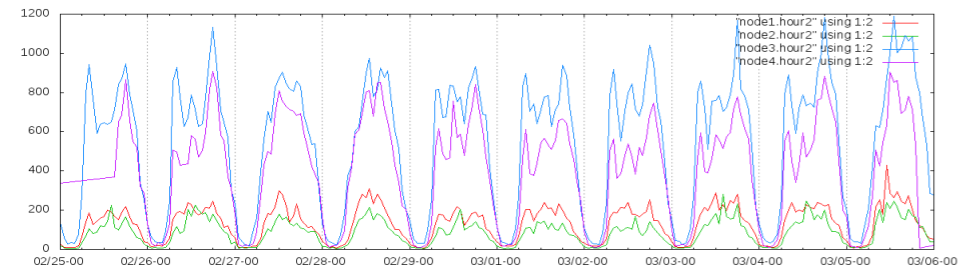 1200
1000
800
600
400
200
0
"node1.hour2" using 1:2
"node2.hour2" using 1:2
"node3.hour2" using 1:2
"node4.hour2" using 1:2
02/25-00 02/26-00 02/27-00 02/28-00 02/29-00 03/01-00 03/02-00 03/03-00 03/04-00 03/05-00 03/06-00